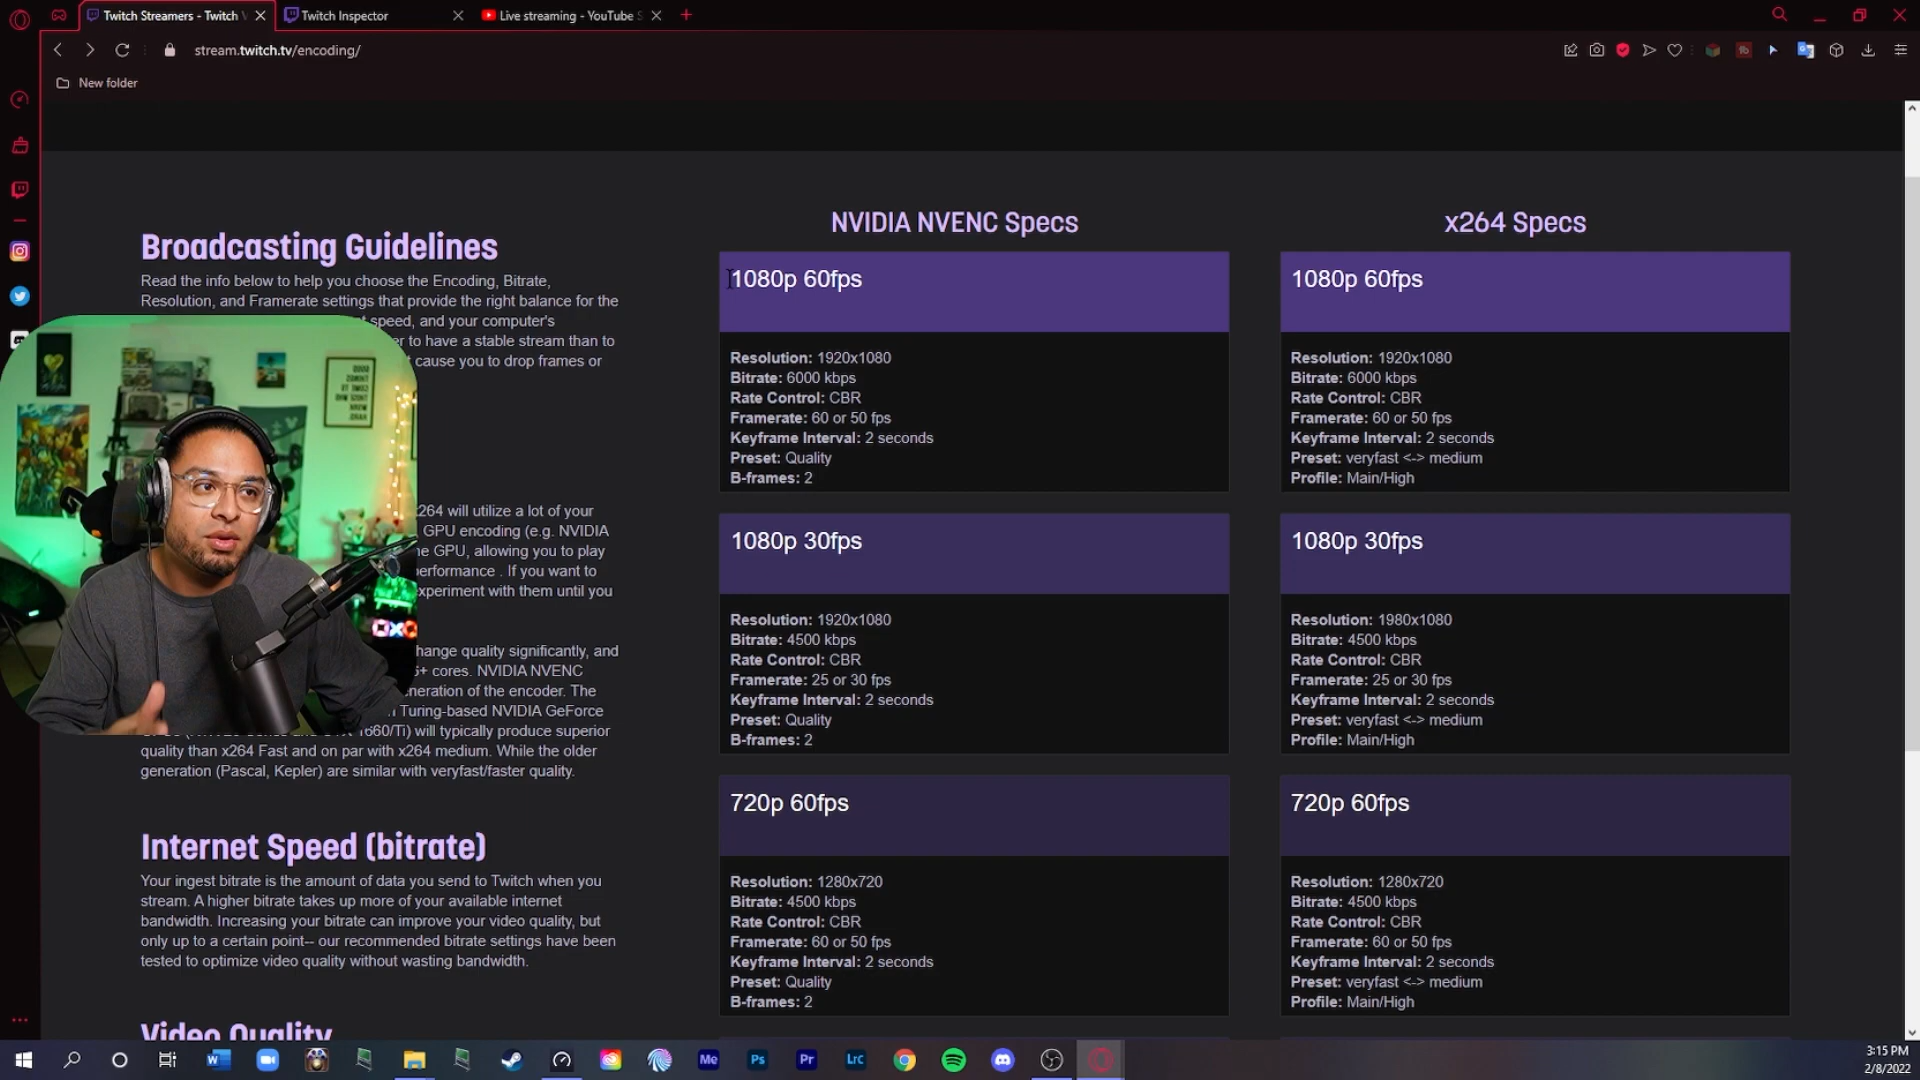 Twitch Streamers - Twitch
Twitch Inspector
Live streaming - YouTube
stream.twitch.tv/encoding/
New folder
Broadcasting Guidelines
Read the info below to help you choose the Encoding, Bitrate,
Resolution, and Framerate settings that provide the right balance for the
speed, and your computer's
to have a stable stream than to
cause you to drop frames or
x264 will utilize a lot of your
GPU encoding (e.g. NVIDIA
GPU, allowing you to play
performance . If you want to
experiment with them until you
change quality significantly, and
cores. NVIDIA NVENC
generation of the encoder. The
Turing-based NVIDIA GeForce
1660/Ti) will typically produce superior
quality than x264 Fast and on par with x264 medium. While the older
generation (Pascal, Kepler) are similar with veryfast/faster quality.
Internet Speed (bitrate)
Your ingest bitrate is the amount of data you send to Twitch when you
stream. A higher bitrate takes up more of your available internet
bandwidth. Increasing your bitrate can improve your video quality, but
only up to a certain point-- our recommended bitrate settings have been
tested to optimize video quality without wasting bandwidth.
Video Quality
NVIDIA NVENC Specs
1080p 60fps
Resolution: 1920x1080
Bitrate: 6000 kbps
Rate Control: CBR
Framerate: 60 or 50 fps
Keyframe Interval: 2 seconds
Preset: Quality
B-frames: 2
1080p 30fps
Resolution: 1920x1080
Bitrate: 4500 kbps
Rate Control: CBR
Framerate: 25 or 30 fps
Keyframe Interval: 2 seconds
Preset: Quality
B-frames: 2
720p 60fps
Resolution: 1280x720
Bitrate: 4500 kbps
Rate Control: CBR
Framerate: 60 or 50 fps
Keyframe Interval: 2 seconds
Preset: Quality
B-frames: 2
x264 Specs
1080p 60fps
Resolution: 1920x1080
Bitrate: 6000 kbps
Rate Control: CBR
Framerate: 60 or 50 fps
Keyframe Interval: 2 seconds
Preset: veryfast <-> medium
Profile: Main/High
1080p 30fps
Resolution: 1980x1080
Bitrate: 4500 kbps
Rate Control: CBR
Framerate: 25 or 30 fps
Keyframe Interval: 2 seconds
Preset: veryfast <-> medium
Profile: Main/High
720p 60fps
Resolution: 1280x720
Bitrate: 4500 kbps
Rate Control: CBR
Framerate: 60 or 50 fps
Keyframe Interval: 2 seconds
Preset: veryfast <-> medium
Profile: Main/High
Me
Ps
Pr
Lrc
3:15 PM
2/8/2022